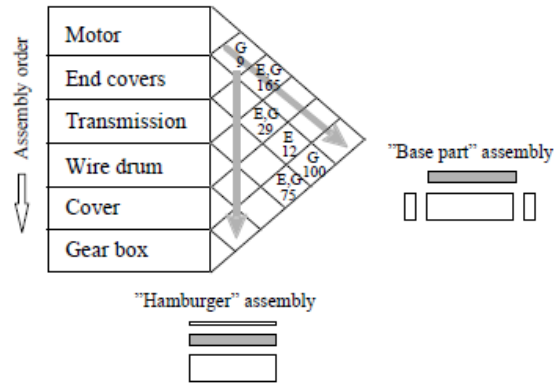 Assembly order
Motor
End covers
Transmission
Wire drum
Cover
Gear box
G
9
E,G
165
E,G
29
E
12
G
100
E,G
75
"Base part" assembly
"Hamburger" assembly